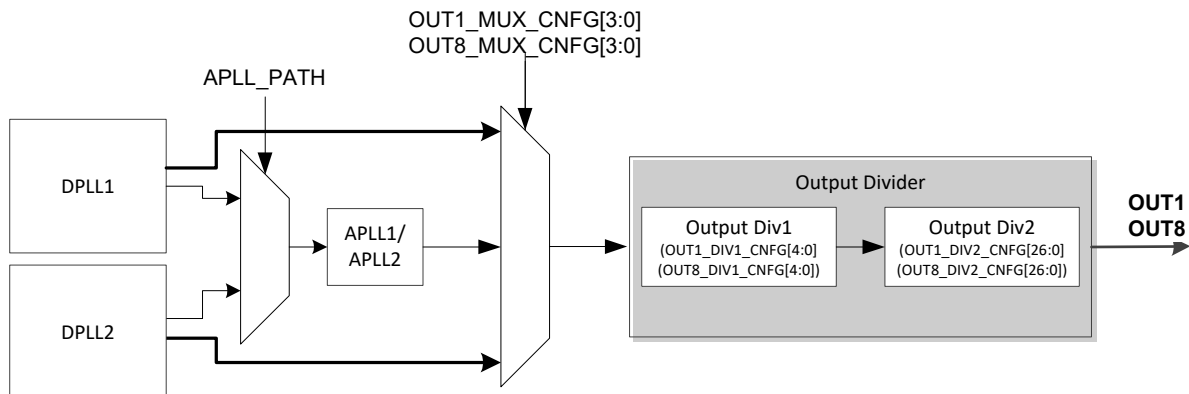 OUT1_MUX_CNFG[3:0]
OUT8_MUX_CNFG[3:0]
APLL_PATH
DPLL1
DPLL2
APLL1/
APLL2
Output Divider
Output Div1
(OUT1_DIV1_CNFG[4:0]
(OUT8_DIV1_CNFG[4:0])
Output Div2
(OUT1_DIV2_CNFG[26:0]
(OUT8_DIV2_CNFG[26:0])
OUT1
OUT8